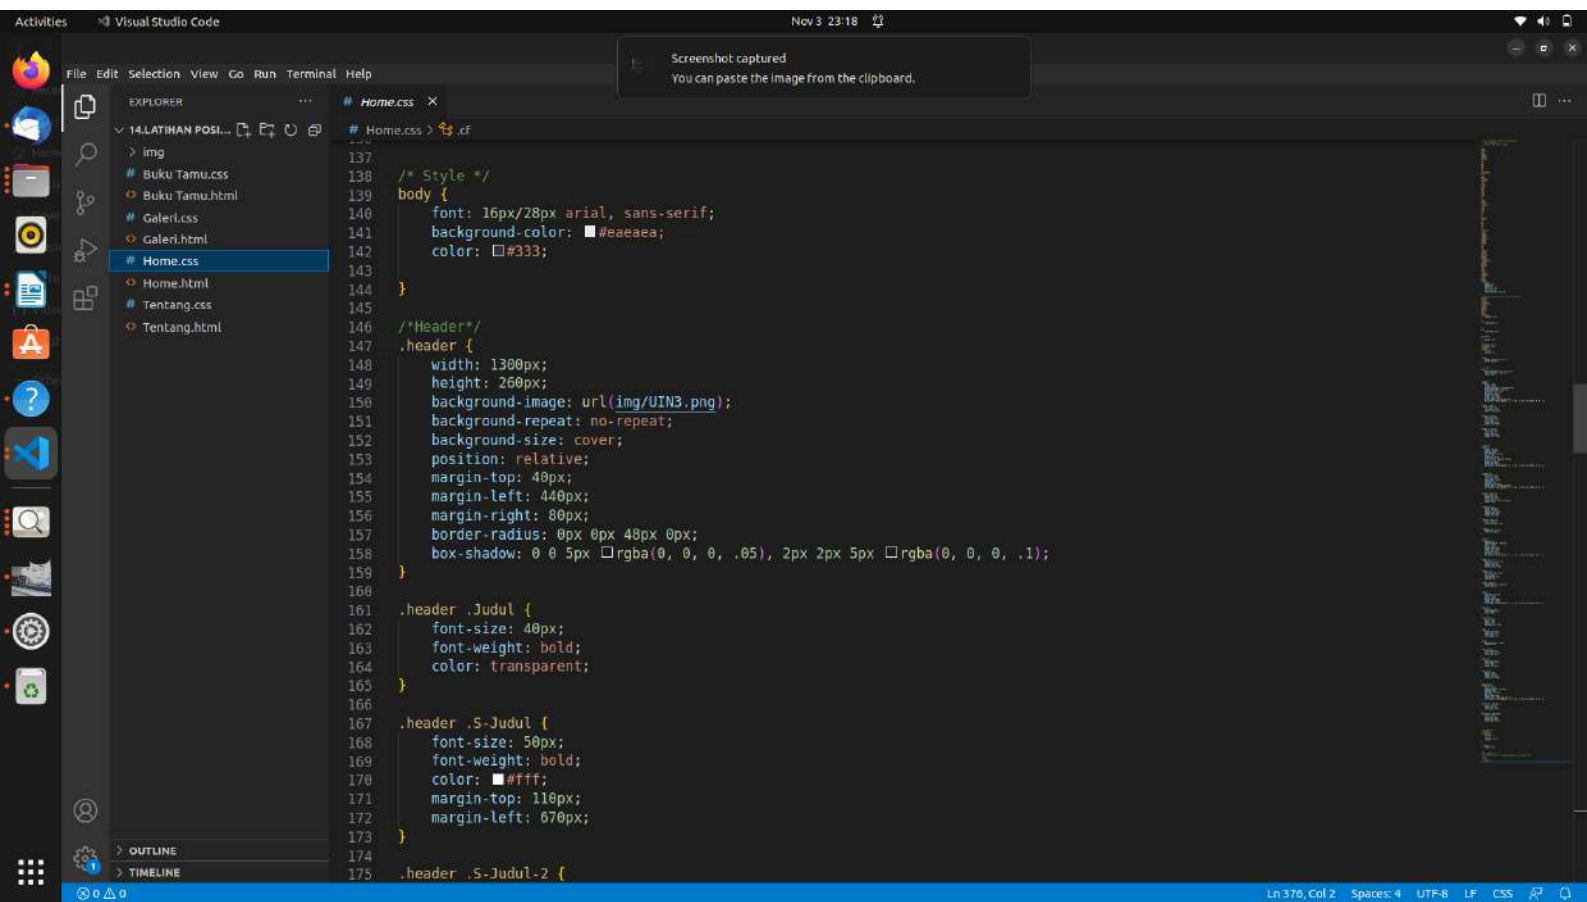 Activities
Visual Studio Code
Nov 3 23:18
Screenshot captured
You can paste the image from the clipboard.
File Edit Selection View Go Run Terminal Help
EXPLORER
14.LATIHAN POSI...
> img
# Buku Tamu.css
<> Buku Tamu.html
# Galeri.css
<> Galeri.html
# Home.css
<> Home.html
# Tentang.css
<> Tentang.html
> OUTLINE
> TIMELINE
# Home.css ×
# Home.css > .cf
137
138 /* Style */
139 body {
140 font: 16px/28px arial, sans-serif;
141 background-color: #eaeaea;
142 color: #333;
143
144 }
145
146 /*Header*/
147 .header {
148 width: 1300px;
149 height: 260px;
150 background-image: url(img/UIN3.png);
151 background-repeat: no-repeat;
152 background-size: cover;
153 position: relative;
154 margin-top: 40px;
155 margin-left: 440px;
156 margin-right: 80px;
157 border-radius: 0px 0px 48px 0px;
158 box-shadow: 0 0 5px rgba(0, 0, 0, .05), 2px 2px 5px rgba(0, 0, 0, .1);
159 }
160
161 .header .Judul {
162 font-size: 40px;
163 font-weight: bold;
164 color: transparent;
165 }
166
167 .header .S-Judul {
168 font-size: 50px;
169 font-weight: bold;
170 color: #fff;
171 margin-top: 110px;
172 margin-left: 670px;
173 }
174
175 .header .S-Judul-2 {
1
0 0
Ln 376, Col 2 Spaces: 4 UTF-8 LF CSS